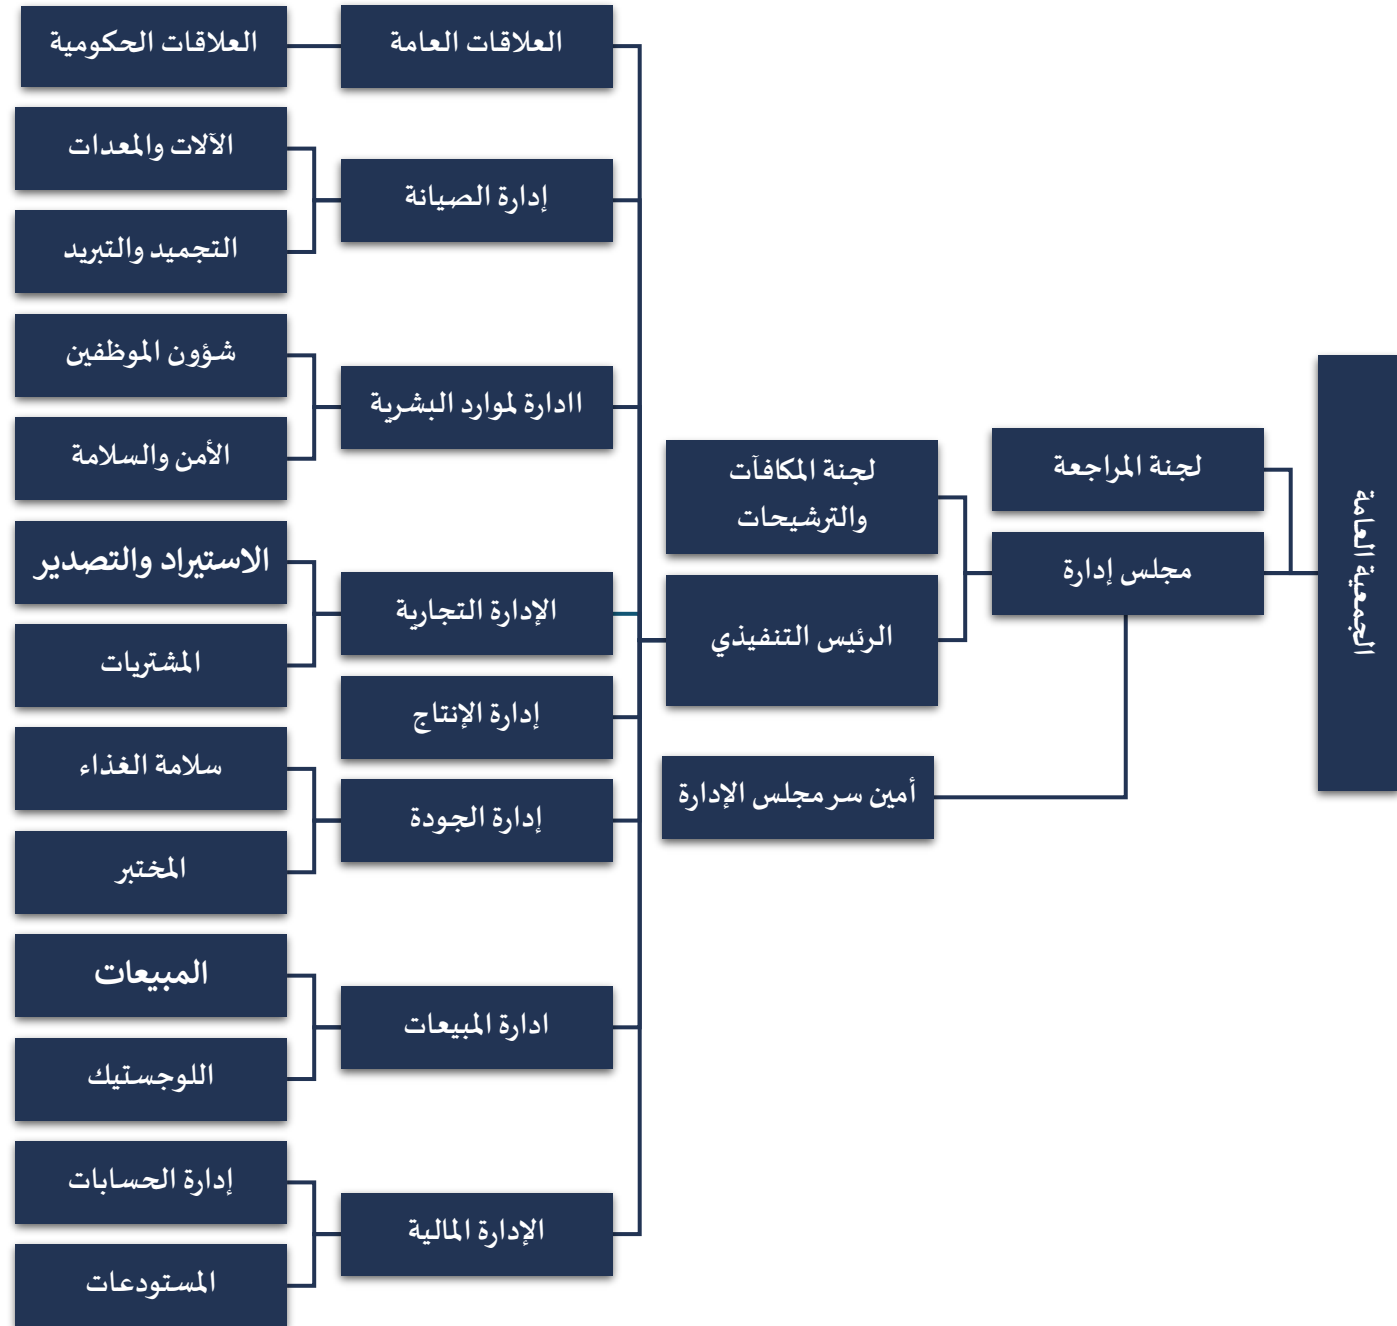 الجمعية العامة
لجنة المراجعة
مجلس إدارة
لجنة المكافآت
والترشيحات
الرئيس التنفيذي
أمين سر مجلس الإدارة
العلاقات العامة
العلاقات الحكومية
إدارة الصيانة
الآلات والمعدات
التجميد والتبريد
اادارة لموارد البشرية
شؤون الموظفين
الأمن والسلامة
الإدارة التجارية
الاستيراد والتصدير
المشتريات
إدارة الإنتاج
إدارة الجودة
سلامة الغذاء
المختبر
ادارة المبيعات
المبيعات
اللوجستيك
الإدارة المالية
إدارة الحسابات
المستودعات